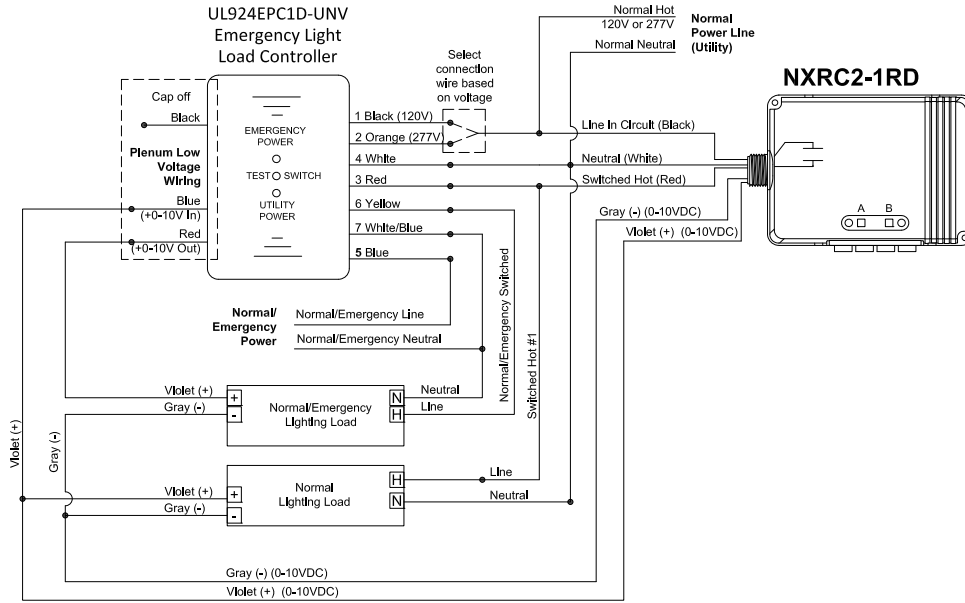 UL924EPC1D-UNV
Emergency Light
Load Controller
Normal Hot
120V or 277V
Normal Neutral
Normal
Power Line
(Utility)
Select
connection
wire based
on voltage
NXRC2-1RD
Cap off
Black
Plenum Low
Voltage
Wiring
Blue
(+0-10V In)
Red
(+0-10V Out)
EMERGENCY
POWER
TEST SWITCH
UTILITY
POWER
1 Black (120V)
2 Orange (277V)
4 White
3 Red
6 Yellow
7 White/Blue
5 Blue
Line In Circuit (Black)
Neutral (White)
Switched Hot (Red)
Gray (-) (0-10VDC)
Violet (+) (0-10VDC)
A B
Normal/
Emergency
Power
Normal/Emergency Line
Normal/Emergency Neutral
Normal/Emergency Switched
Switched Hot #1
Violet (+)
Gray (-)
+
-
Normal/Emergency
Lighting Load
N
H
Neutral
Line
Violet (+)
Gray (-)
Violet (+)
Gray (-)
+
-
Normal
Lighting Load
H
N
Line
Neutral
Gray (-) (0-10VDC)
Violet (+) (0-10VDC)